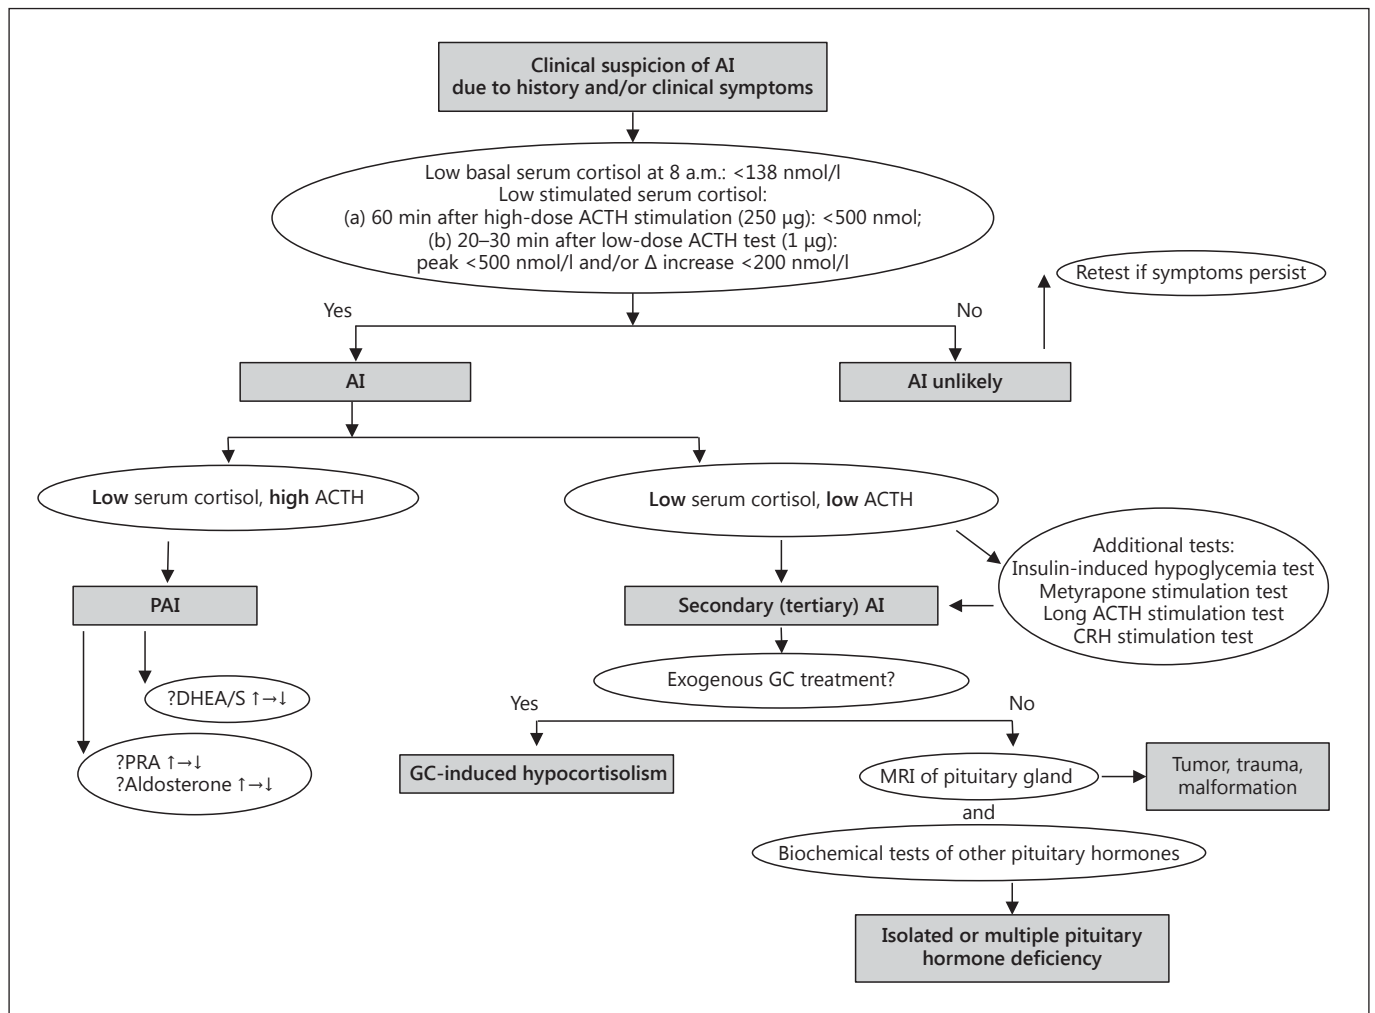 Clinical suspicion of AI
due to history and/or clinical symptoms
Low basal serum cortisol at 8 a.m.: <138 nmol/l
Low stimulated serum cortisol:
(a) 60 min after high-dose ACTH stimulation (250 µg): <500 nmol;
(b) 20–30 min after low-dose ACTH test (1 µg):
peak <500 nmol/l and/or Δ increase <200 nmol/l
Retest if symptoms persist
Yes
No
AI
AI unlikely
Low serum cortisol, high ACTH
Low serum cortisol, low ACTH
Additional tests:
Insulin-induced hypoglycemia test
Metyrapone stimulation test
Long ACTH stimulation test
CRH stimulation test
PAI
Secondary (tertiary) AI
?DHEA/S ↑→↓
Exogenous GC treatment?
?PRA ↑→↓
?Aldosterone ↑→↓
Yes
No
GC-induced hypocortisolism
MRI of pituitary gland
Tumor, trauma,
malformation
and
Biochemical tests of other pituitary hormones
Isolated or multiple pituitary
hormone deficiency